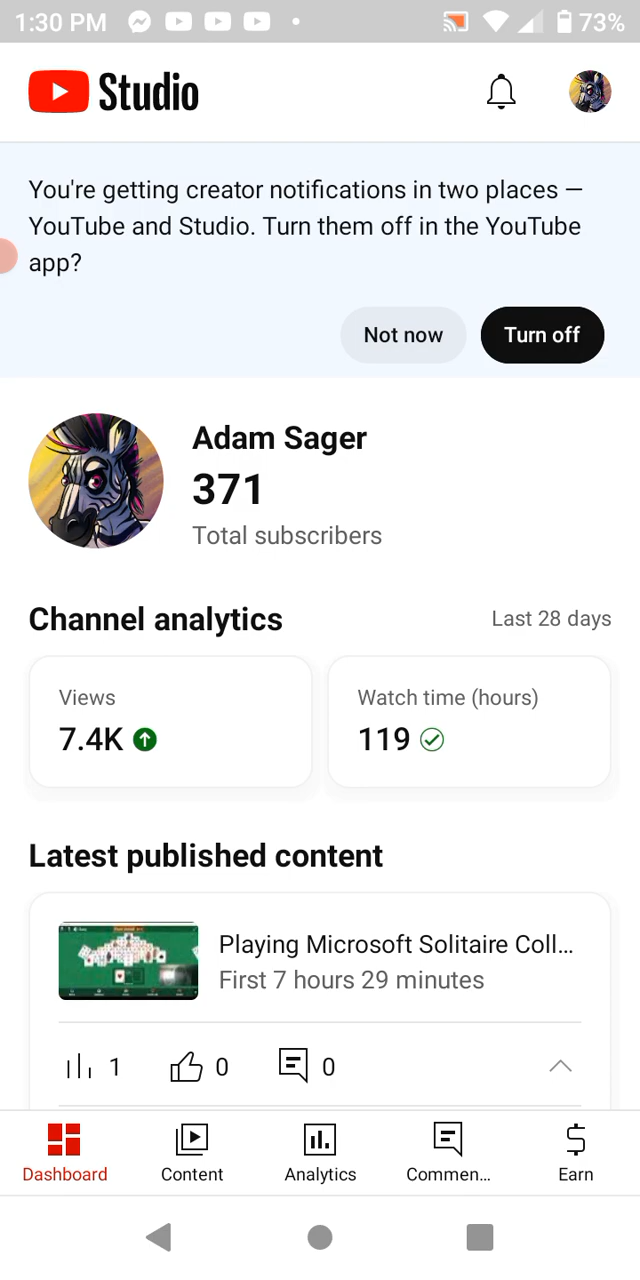 1:30 PM
73%
Studio
You're getting creator notifications in two places —
YouTube and Studio. Turn them off in the YouTube
app?
Not now
Turn off
Adam Sager
371
Total subscribers
Channel analytics
Last 28 days
Views
Watch time (hours)
7.4K
119
Latest published content
Playing Microsoft Solitaire Coll...
First 7 hours 29 minutes
1
0
0
Dashboard
Content
Analytics
Commen...
Earn